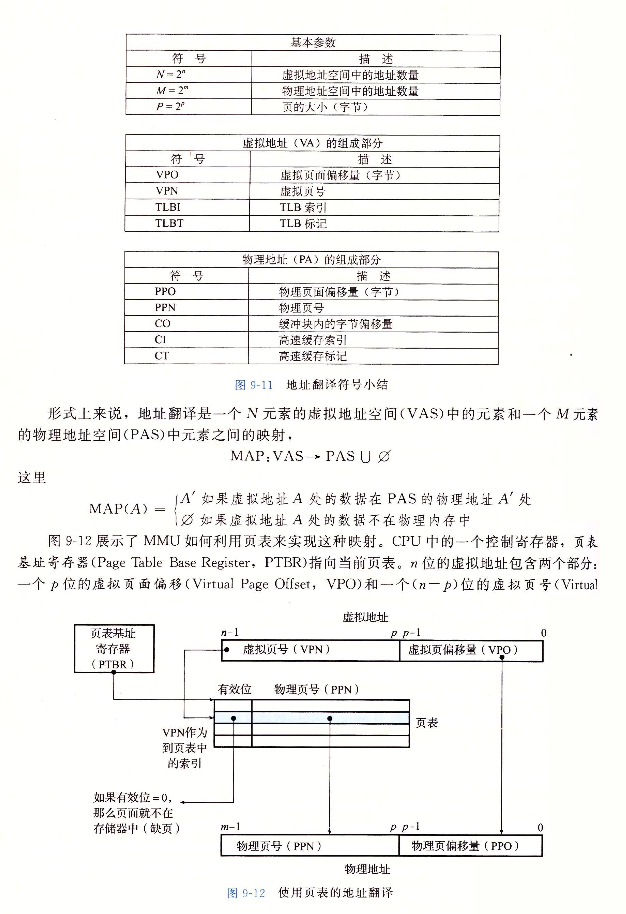 基本参数
符 号 描 述
N = 2ⁿ 虚拟地址空间中的地址数量
M = 2ᵐ 物理地址空间中的地址数量
P = 2ᵖ 页的大小（字节）
虚拟地址（VA）的组成部分
符 号 描 述
VPO 虚拟页面偏移量（字节）
VPN 虚拟页号
TLBI TLB 索引
TLBT TLB 标记
物理地址（PA）的组成部分
符 号 描 述
PPO 物理页面偏移量（字节）
PPN 物理页号
CO 缓冲块内的字节偏移量
CI 高速缓存索引
CT 高速缓存标记
图 9-11 地址翻译符号小结
形式上来说，地址翻译是一个 N 元素的虚拟地址空间(VAS)中的元素和一个 M 元素
的物理地址空间(PAS)中元素之间的映射，
MAP: VAS → PAS ∪ ∅
这里
MAP(A) = { A′ 如果虚拟地址 A 处的数据在 PAS 的物理地址 A′ 处
∅ 如果虚拟地址 A 处的数据不在物理内存中
图 9-12 展示了 MMU 如何利用页表来实现这种映射。CPU 中的一个控制寄存器，页表
基址寄存器(Page Table Base Register，PTBR)指向当前页表。n 位的虚拟地址包含两个部分：
一个 p 位的虚拟页面偏移(Virtual Page Offset，VPO)和一个(n－p)位的虚拟页号(Virtual
虚拟地址
页表基址
寄存器
（PTBR）
n-1 p p-1 0
虚拟页号（VPN） 虚拟页偏移量（VPO）
有效位 物理页号（PPN）
页表
VPN作为
到页表中
的索引
如果有效位=0，
那么页面就不在
存储器中（缺页）
m-1 p p-1 0
物理页号（PPN） 物理页偏移量（PPO）
物理地址
图 9-12 使用页表的地址翻译